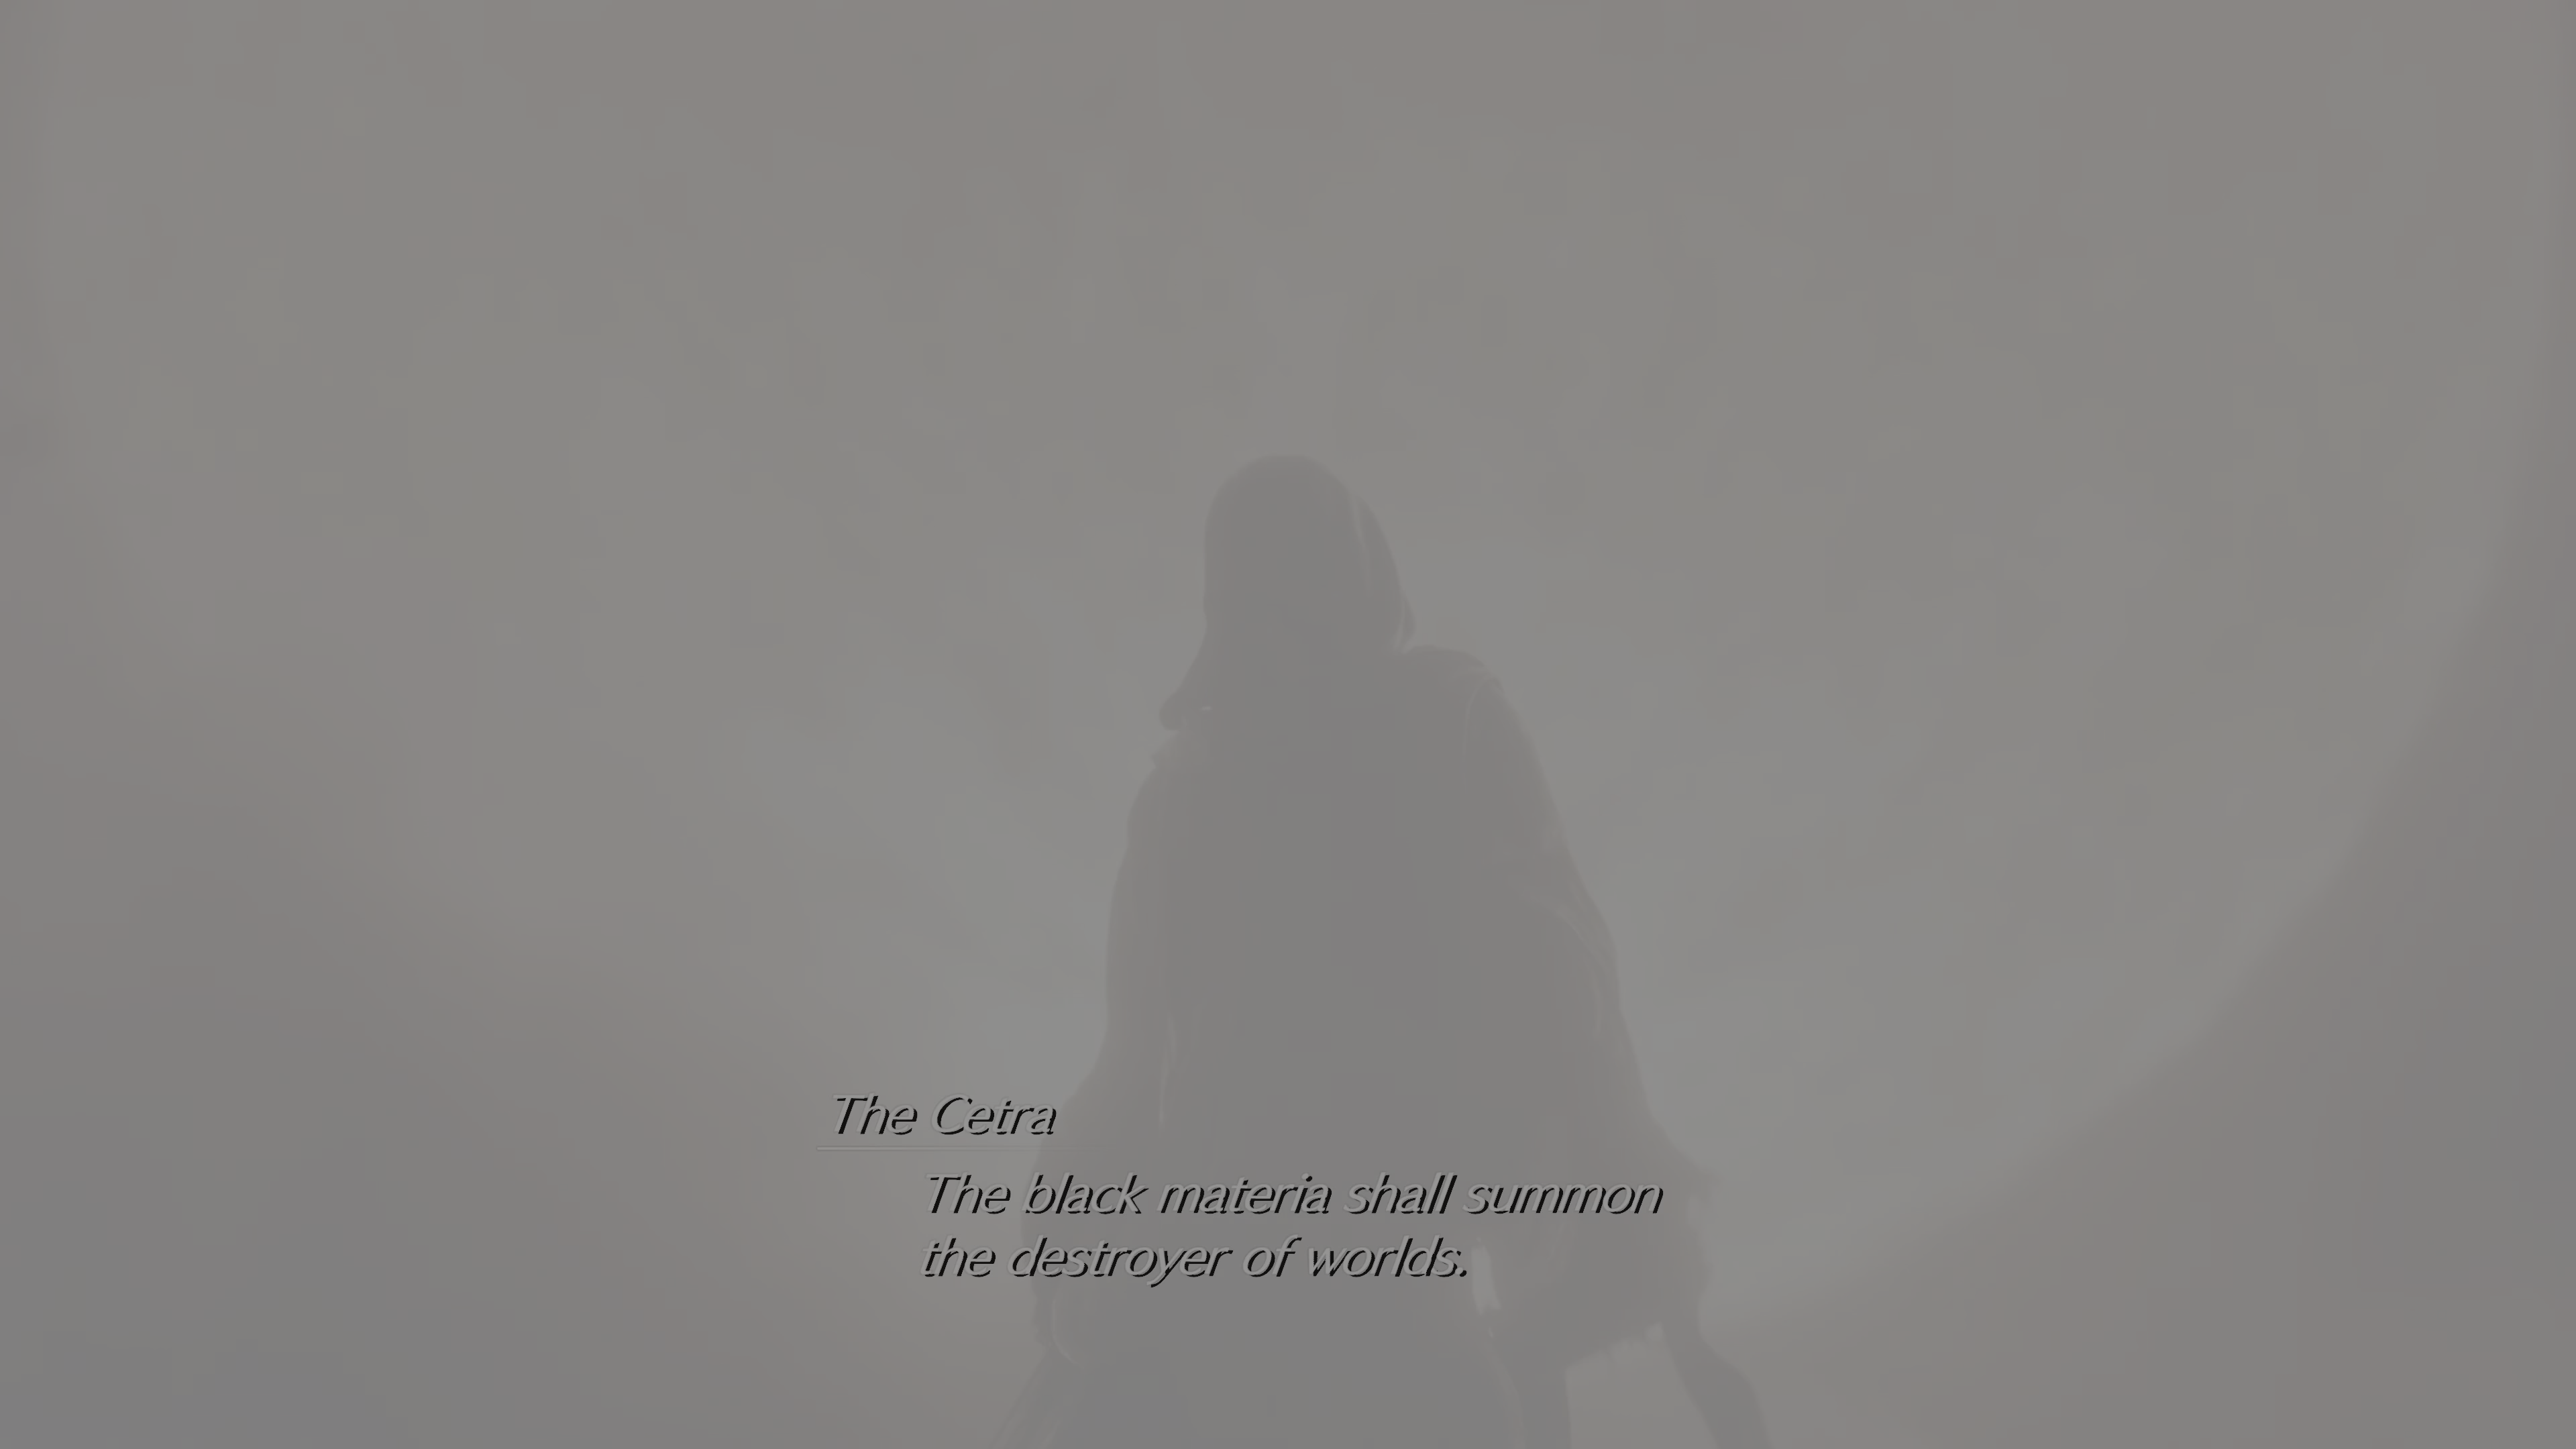 The Cetra
The black materia shall summon
the destroyer of worlds.